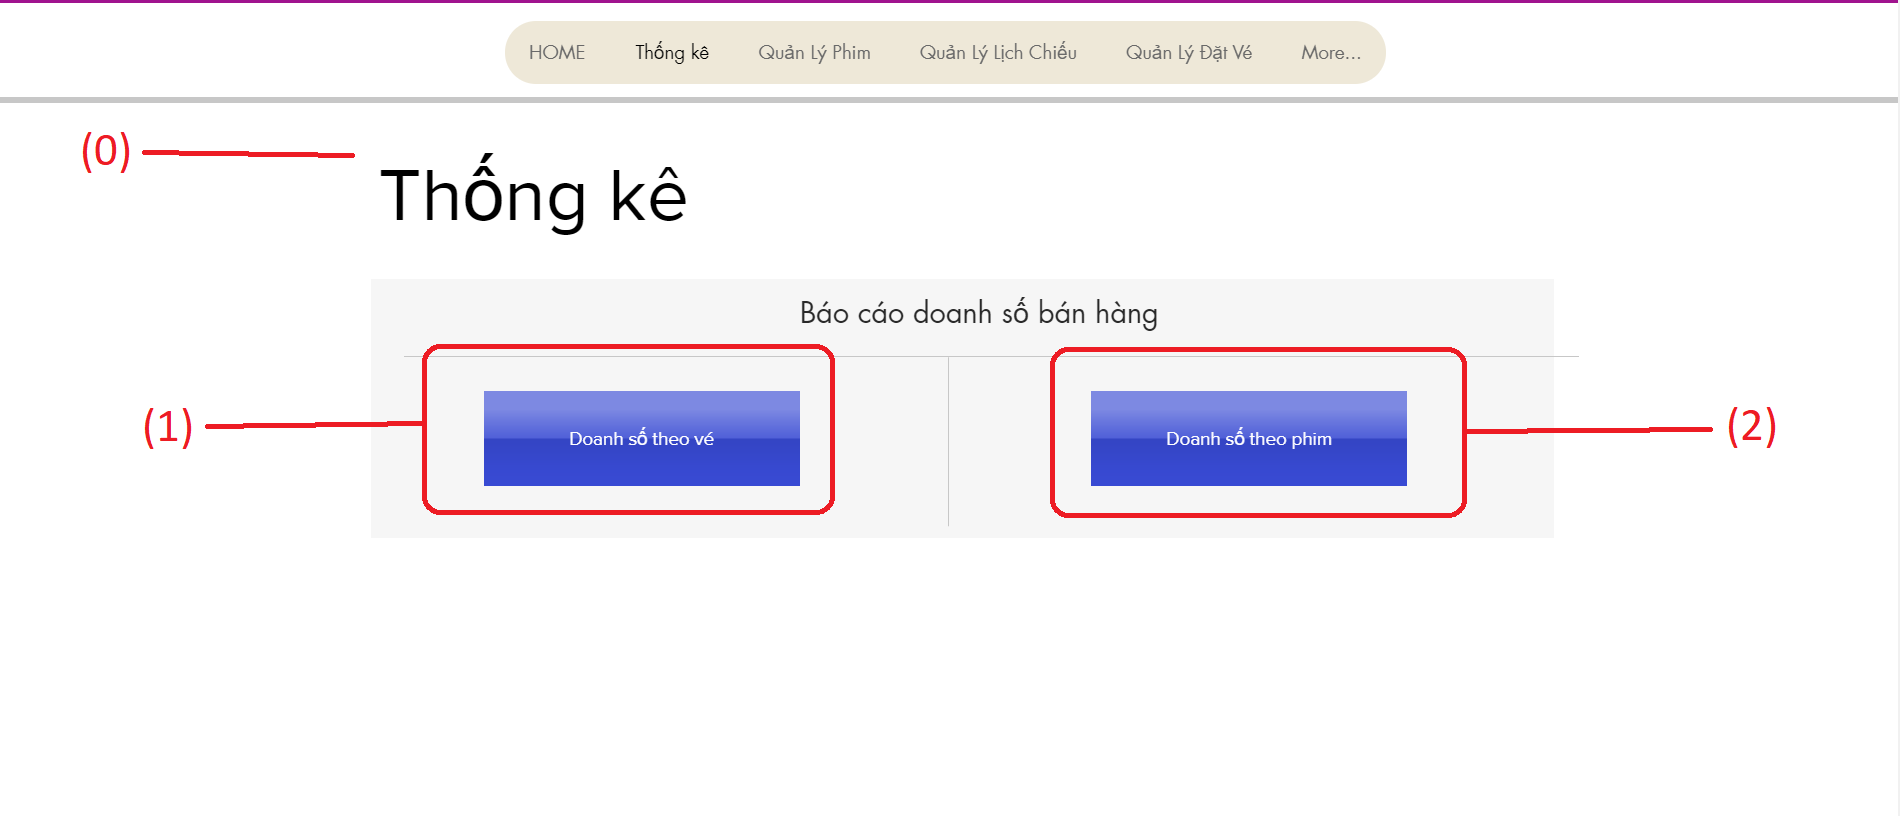 HOME Thống kê Quản Lý Phim Quản Lý Lịch Chiếu Quản Lý Đặt Vé More...
(0)
Thống kê
Báo cáo doanh số bán hàng
(1) Doanh số theo vé Doanh số theo phim (2)